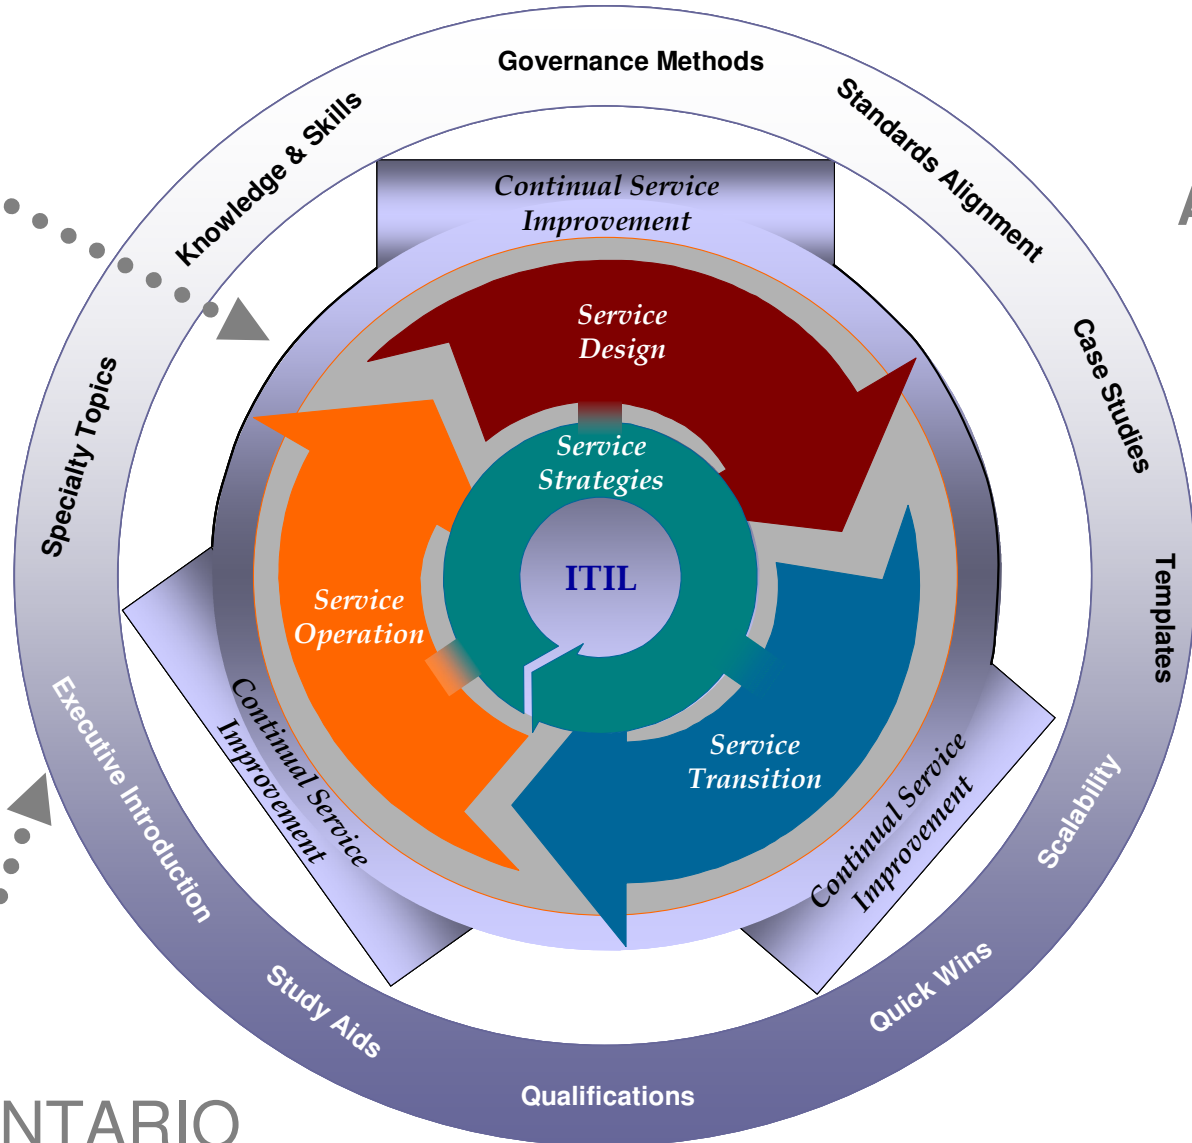 Governance Methods
Standards Alignment
Knowledge & Skills
Continual Service
Improvement
A
Service
Design
Case Studies
Specialty Topics
Service
Strategies
ITIL
Templates
Service
Operation
Service
Transition
Continual Service
Improvement
Continual Service
Improvement
Executive Introduction
Scalability
Quick Wins
Study Aids
Qualifications
NTARIO